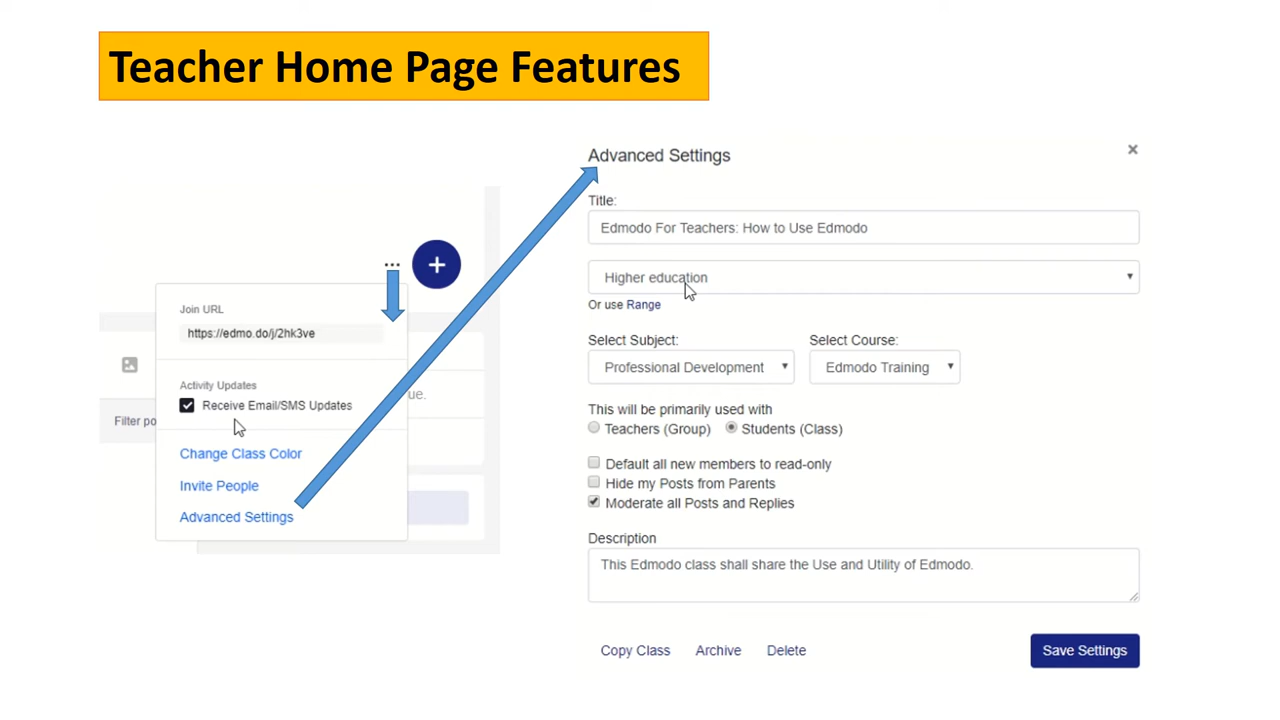 Teacher Home Page Features
...
+
Join URL
https://edmo.do/j/2hk3ve
Activity Updates
Receive Email/SMS Updates
ue.
Filter po
Change Class Color
Invite People
Advanced Settings
Advanced Settings
×
Title:
Edmodo For Teachers: How to Use Edmodo
Higher education
Or use Range
Select Subject:
Select Course:
Professional Development
Edmodo Training
This will be primarily used with
Teachers (Group) Students (Class)
Default all new members to read-only
Hide my Posts from Parents
Moderate all Posts and Replies
Description
This Edmodo class shall share the Use and Utility of Edmodo.
Copy Class Archive Delete
Save Settings